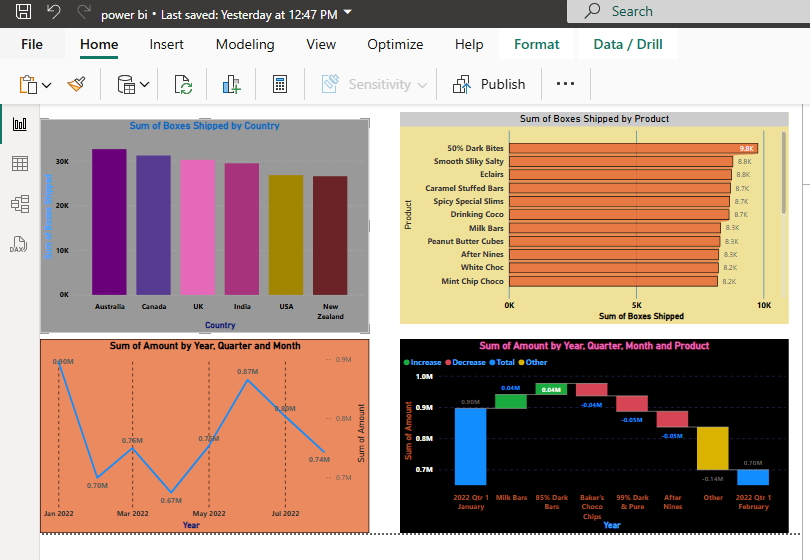 power bi • Last saved: Yesterday at 12:47 PM
Search
File Home Insert Modeling View Optimize Help Format Data / Drill
Sensitivity Publish
DAX
Sum of Boxes Shipped by Country
Sum of Boxes Shipped
30K
20K
10K
0K
Australia Canada UK India USA New Zealand
Country
Sum of Boxes Shipped by Product
Product
50% Dark Bites 9.8K
Smooth Sliky Salty 8.8K
Eclairs 8.8K
Caramel Stuffed Bars 8.7K
Spicy Special Slims 8.7K
Drinking Coco 8.7K
Milk Bars 8.3K
Peanut Butter Cubes 8.3K
After Nines 8.3K
White Choc 8.2K
Mint Chip Choco 8.2K
0K 5K 10K
Sum of Boxes Shipped
Sum of Amount by Year, Quarter and Month
0.90M
0.70M
0.76M
0.67M
0.75M
0.87M
0.80M
0.74M
0.9M
0.8M
0.7M
Sum of Amount
Jan 2022 Mar 2022 May 2022 Jul 2022
Year
Sum of Amount by Year, Quarter, Month and Product
Increase Decrease Total Other
Sum of Amount
1.0M
0.9M
0.8M
0.7M
0.90M
0.04M
0.04M
-0.04M
-0.05M
-0.05M
-0.14M
0.70M
2022 Qtr 1 January
Milk Bars
85% Dark Bars
Baker's Choco Chips
99% Dark & Pure
After Nines
Other
2022 Qtr 1 February
Year